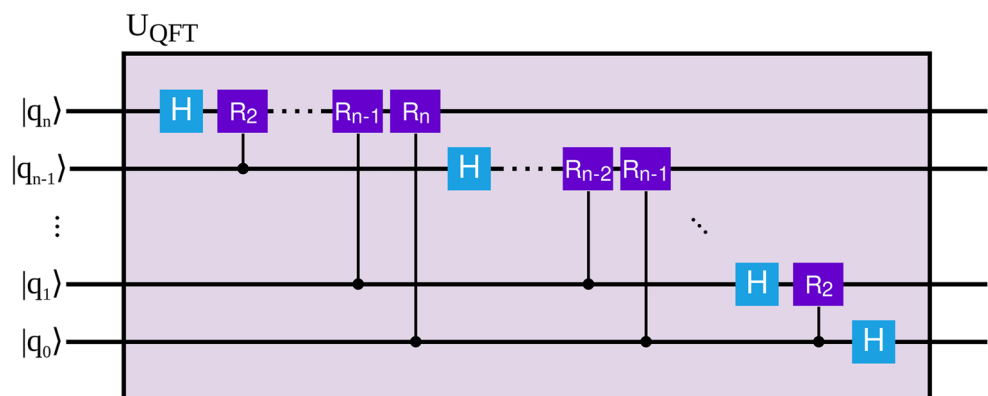 U_QFT
|q_n⟩ H R_2 ..... R_n-1 R_n
|q_n-1⟩ H ..... R_n-2 R_n-1
⋮ ⋱
|q_1⟩ H R_2
|q_0⟩ H